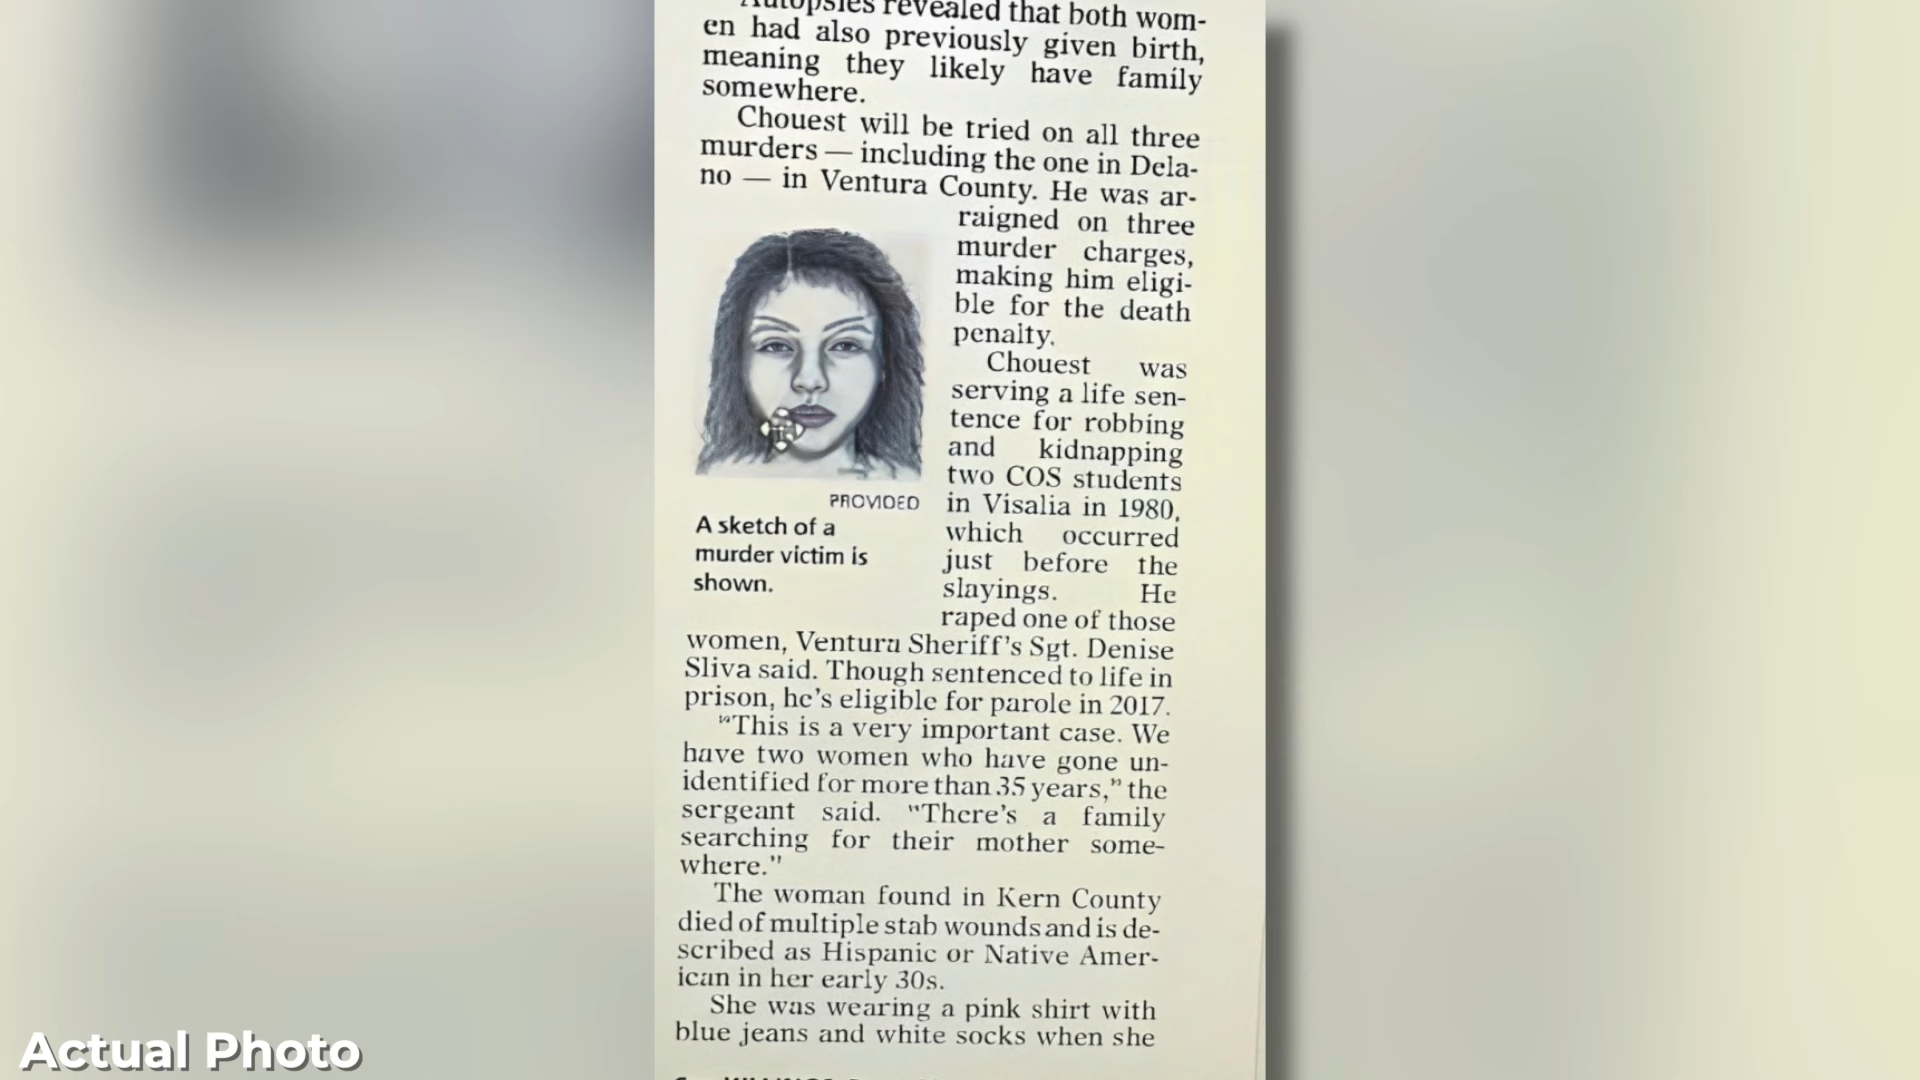 Autopsies revealed that both wom-
en had also previously given birth,
meaning they likely have family
somewhere.
Chouest will be tried on all three
murders — including the one in Dela-
no — in Ventura County. He was ar-
raigned on three
murder charges,
making him eligi-
ble for the death
penalty.
Chouest was
serving a life sen-
tence for robbing
and kidnapping
two COS students
in Visalia in 1980,
which occurred
just before the
slayings. He
raped one of those
women, Ventura Sheriff's Sgt. Denise
Sliva said. Though sentenced to life in
prison, he's eligible for parole in 2017.
"This is a very important case. We
have two women who have gone un-
identified for more than 35 years," the
sergeant said. "There's a family
searching for their mother some-
where."
The woman found in Kern County
died of multiple stab wounds and is de-
scribed as Hispanic or Native Amer-
ican in her early 30s.
She was wearing a pink shirt with
blue jeans and white socks when she
PROVIDED
A sketch of a
murder victim is
shown.
Actual Photo